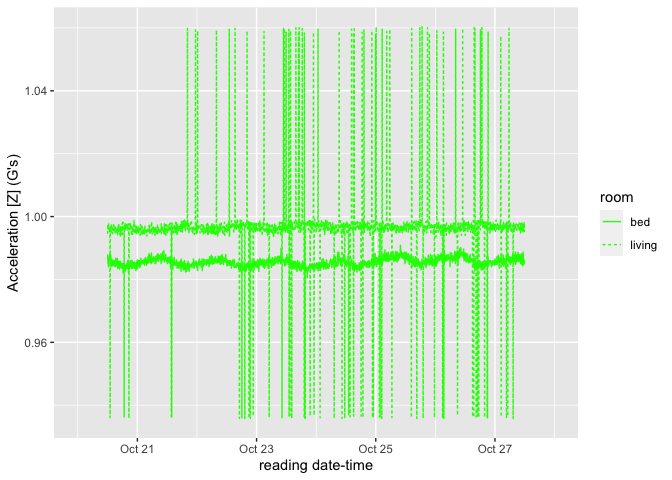 1.04
1.00
0.96
Acceleration [Z] (G's)
Oct 21
Oct 23
Oct 25
Oct 27
reading date-time
room
bed
living